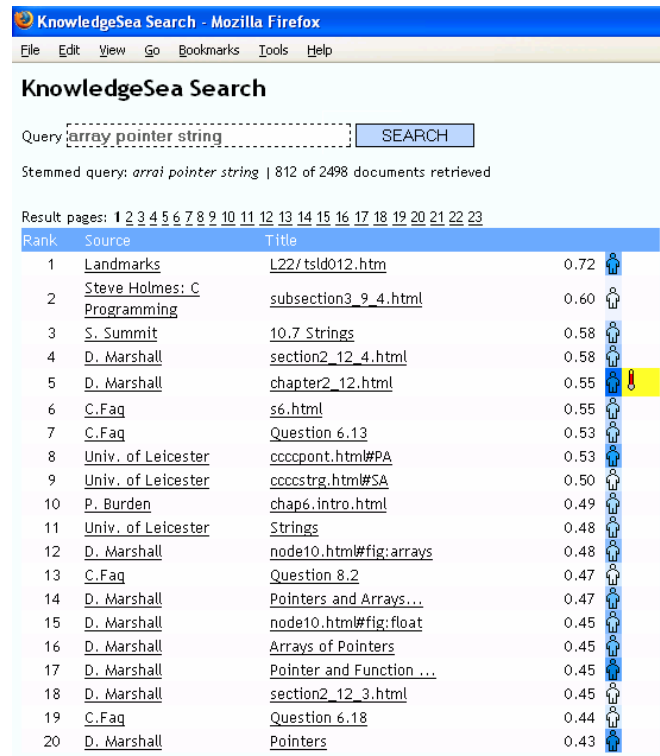 KnowledgeSea Search - Mozilla Firefox
File Edit View Go Bookmarks Tools Help
KnowledgeSea Search
Query array pointer string SEARCH
Stemmed query: arrai pointer string | 812 of 2498 documents retrieved
Result pages: 1 2 3 4 5 6 7 8 9 10 11 12 13 14 15 16 17 18 19 20 21 22 23
Rank Source Title
1 Landmarks L22/tsld012.htm 0.72
2 Steve Holmes: C Programming subsection3_9_4.html 0.60
3 S. Summit 10.7 Strings 0.58
4 D. Marshall section2_12_4.html 0.58
5 D. Marshall chapter2_12.html 0.55
6 C.Faq s6.html 0.55
7 C.Faq Question 6.13 0.53
8 Univ. of Leicester ccccpont.html#PA 0.53
9 Univ. of Leicester ccccstrg.html#SA 0.50
10 P. Burden chap6.intro.html 0.49
11 Univ. of Leicester Strings 0.48
12 D. Marshall node10.html#fig:arrays 0.48
13 C.Faq Question 8.2 0.47
14 D. Marshall Pointers and Arrays... 0.47
15 D. Marshall node10.html#fig:float 0.45
16 D. Marshall Arrays of Pointers 0.45
17 D. Marshall Pointer and Function ... 0.45
18 D. Marshall section2_12_3.html 0.45
19 C.Faq Question 6.18 0.44
20 D. Marshall Pointers 0.43